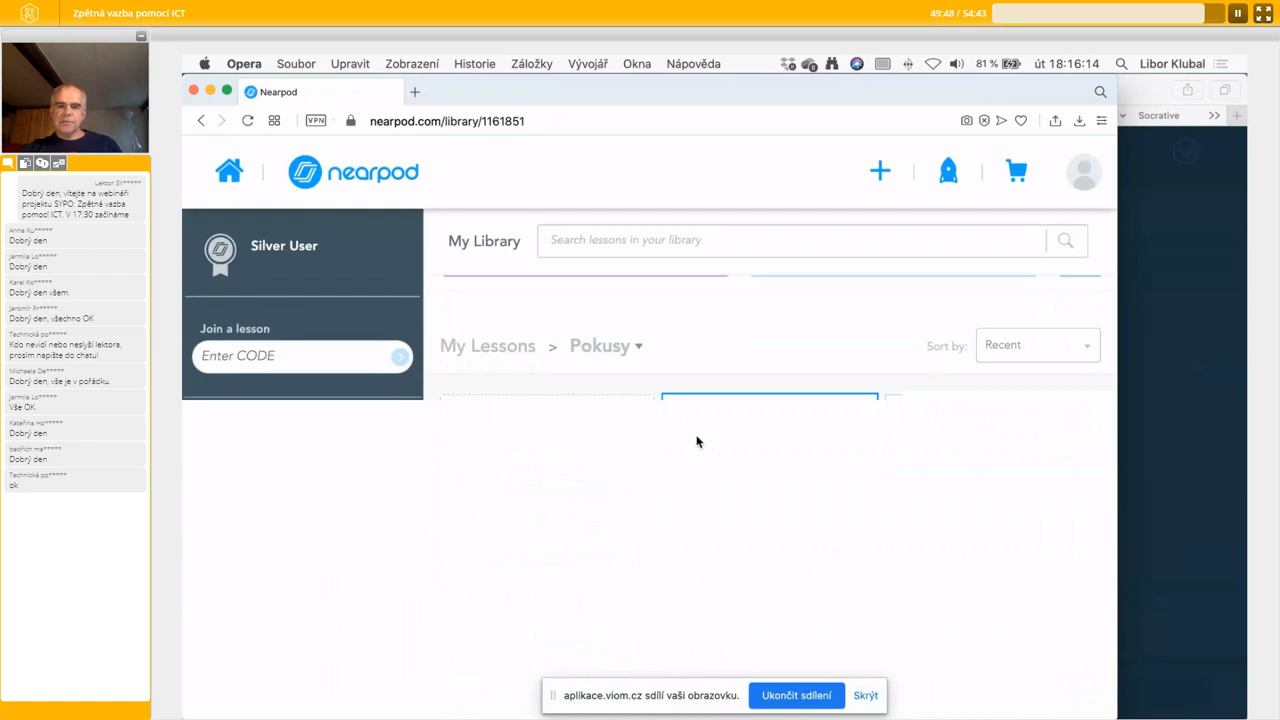 Zpětná vazba pomocí ICT
49:48 / 54:43
Lektor SY*****
Dobrý den, vítejte na webináři
projektu SYPO: Zpětná vazba
pomocí ICT. V 17:30 začínáme
Anna Ku*****
Dobrý den
Jarmila Lo*****
Dobrý den
Karel Ko*****
Dobrý den všem.
Jaromír Pr*****
Dobrý den, všechno OK
Technická po*****
Kdo nevidí nebo neslyší lektora,
prosím napište do chatu!
Michaela De*****
Dobrý den, vše je v pořádku.
Jarmila Lo*****
Vše OK.
Kateřina Ho*****
Dobrý den
bedřich ma*****
Dobrý den
Technická po*****
ok
Opera Soubor Upravit Zobrazení Historie Záložky Vývojář Okna Nápověda
81 % út 18:16:14 Libor Klubal
Nearpod
Socrative
VPN nearpod.com/library/1161851
nearpod
Silver User
My Library Search lessons in your library
Join a lesson
Enter CODE
My Lessons > Pokusy
Sort by: Recent
aplikace.viom.cz sdílí vaši obrazovku. Ukončit sdílení Skrýt